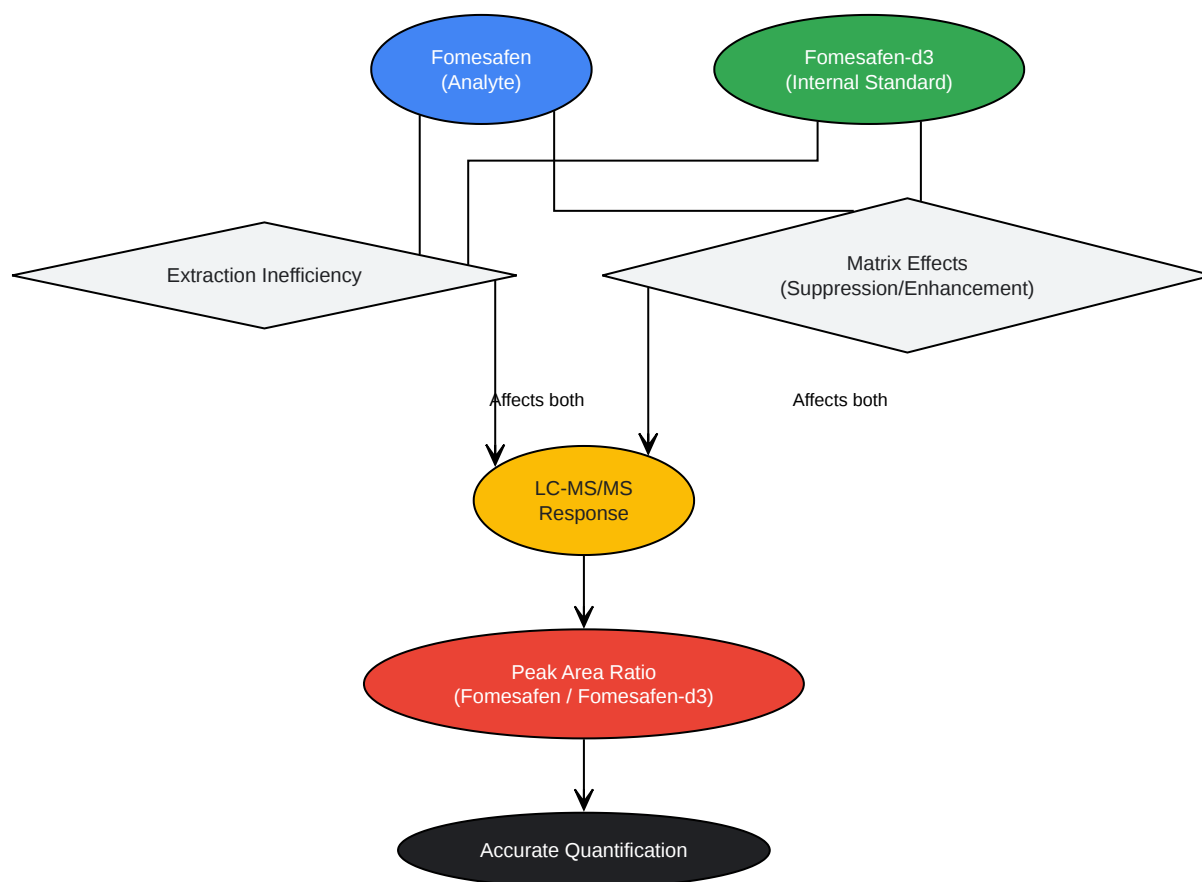 Fomesafen
(Analyte)
Fomesafen-d3
(Internal Standard)
Extraction Inefficiency
Matrix Effects
(Suppression/Enhancement)
Affects both
Affects both
LC-MS/MS
Response
Peak Area Ratio
(Fomesafen / Fomesafen-d3)
Accurate Quantification